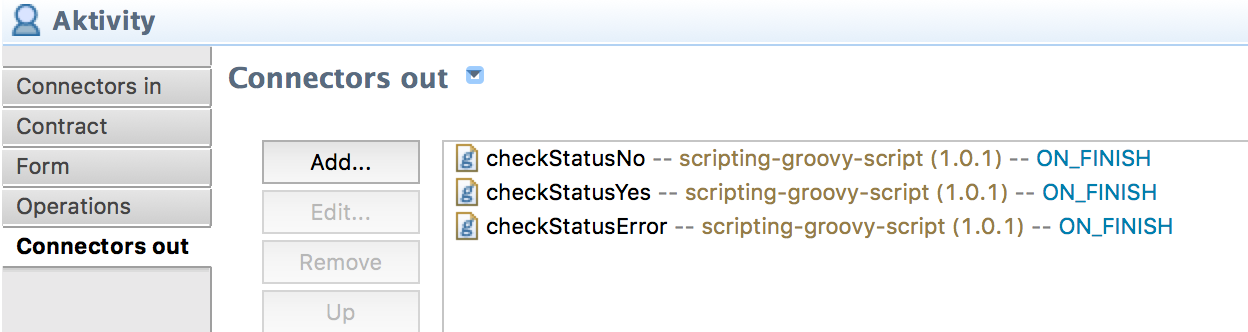 Aktivity
Connectors in
Contract
Form
Operations
Connectors out
Connectors out
Add...
Edit...
Remove
Up
checkStatusNo -- scripting-groovy-script (1.0.1) -- ON_FINISH
checkStatusYes -- scripting-groovy-script (1.0.1) -- ON_FINISH
checkStatusError -- scripting-groovy-script (1.0.1) -- ON_FINISH